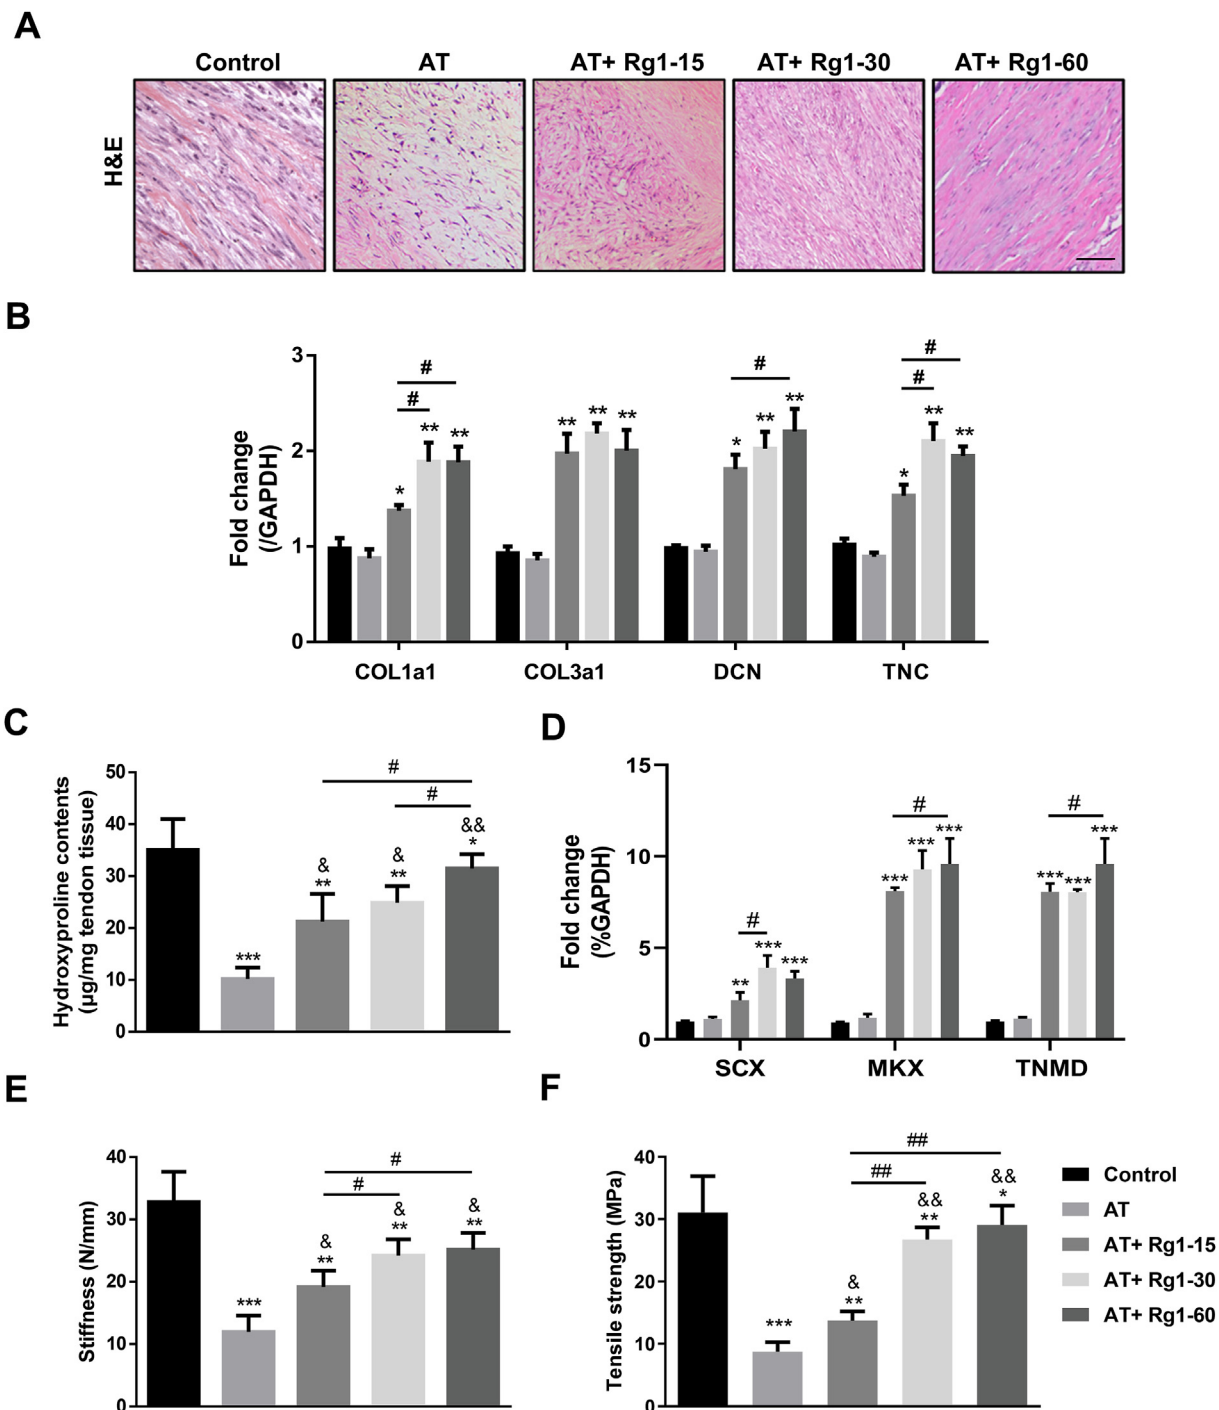 A
Control AT AT+ Rg1-15 AT+ Rg1-30 AT+ Rg1-60
H&E
B
Fold change
(/GAPDH)
3
2
1
0
# # # # #
* ** ** ** ** ** * ** ** * ** **
COL1a1 COL3a1 DCN TNC
C
Hydroxyproline contents
(µg/mg tendon tissue)
50
40
30
20
10
0
#
#
*** & ** & ** && *
D
Fold change
(%GAPDH)
15
10
5
0
# # #
** *** *** *** *** *** *** *** ***
SCX MKX TNMD
E
Stiffness (N/mm)
40
30
20
10
0
#
#
*** & ** & ** & **
F
Tensile strength (MPa)
40
30
20
10
0
##
##
*** & ** && ** && *
Control
AT
AT+ Rg1-15
AT+ Rg1-30
AT+ Rg1-60